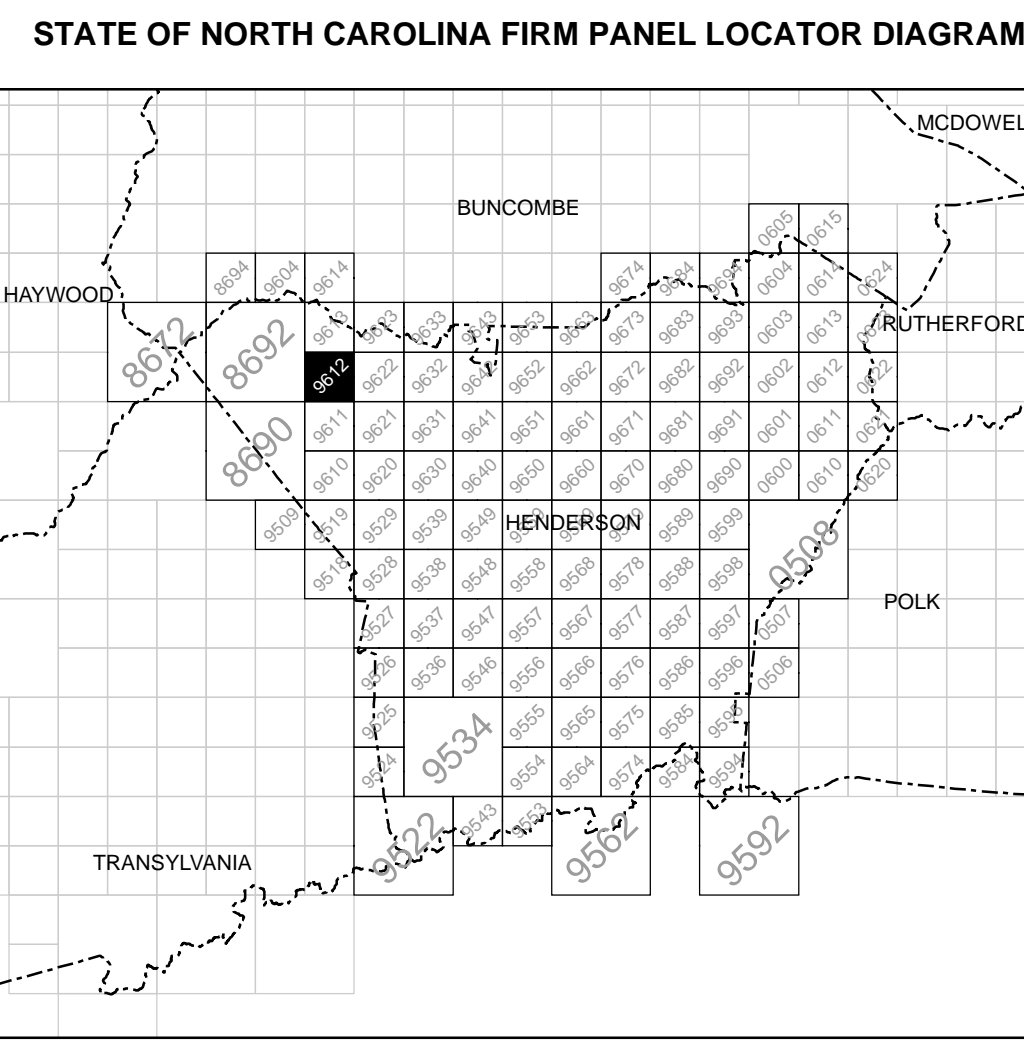 STATE OF NORTH CAROLINA FIRM PANEL LOCATOR DIAGRAM
MCDOWEL
BUNCOMBE
0605 0615
8694 9604 9614 9674 9684 9694 0604 0614 0624
HAYWOOD
8672 8692 9613 9623 9633 9643 9653 9663 9673 9683 9693 0603 0613
RUTHERFORD
9612 9622 9632 9642 9652 9662 9672 9682 9692 0602 0612 0622
8690 9611 9621 9631 9641 9651 9661 9671 9681 9691 0601 0611 0621
9610 9620 9630 9640 9650 9660 9670 9680 9690 0600 0610 0620
9509 9519 9529 9539 9549 9589 9599
HENDERSON
0508
9518 9528 9538 9548 9558 9568 9578 9588 9598
POLK
9527 9537 9547 9557 9567 9577 9587 9597 0507
9526 9536 9546 9556 9566 9576 9586 9596 0506
9525 9534 9555 9565 9575 9585 9595
9524 9554 9564 9574 9584 9594
9522 9543 9553 9562 9592
TRANSYLVANIA